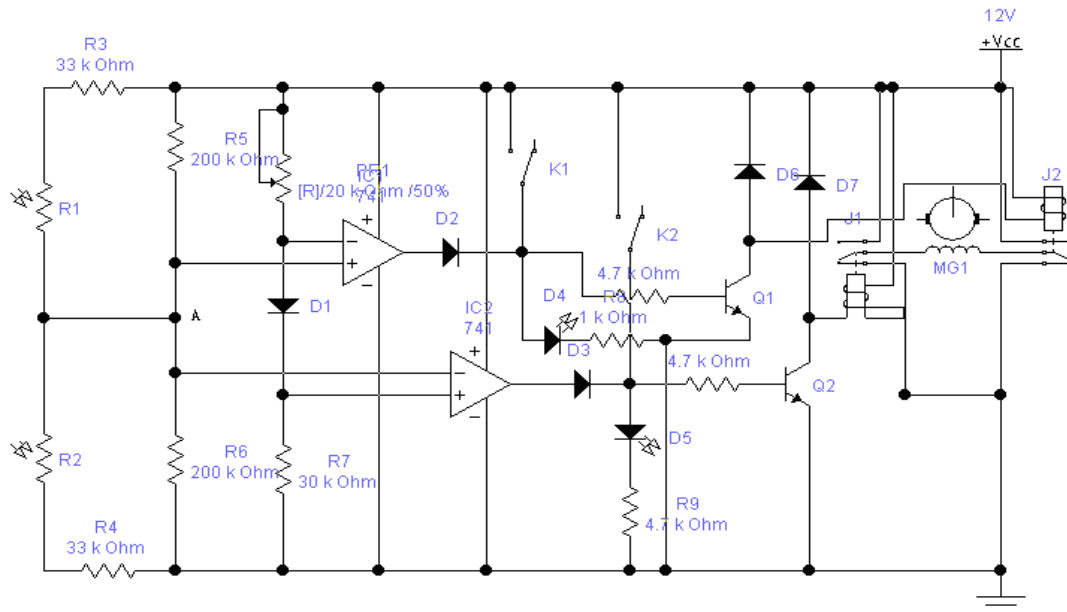 12V
+Vcc
R3
33 k Ohm
R5
200 k Ohm
PF1
[R]/20 k Ohm /50%
IC1
741
K1
D6
D7
J2
R1
D2
K2
J1
4.7 k Ohm
MG1
D1
A
IC2
741
D4
R8
1 k Ohm
Q1
D3
4.7 k Ohm
Q2
D5
R2
R6
200 k Ohm
R7
30 k Ohm
R9
4.7 k Ohm
R4
33 k Ohm